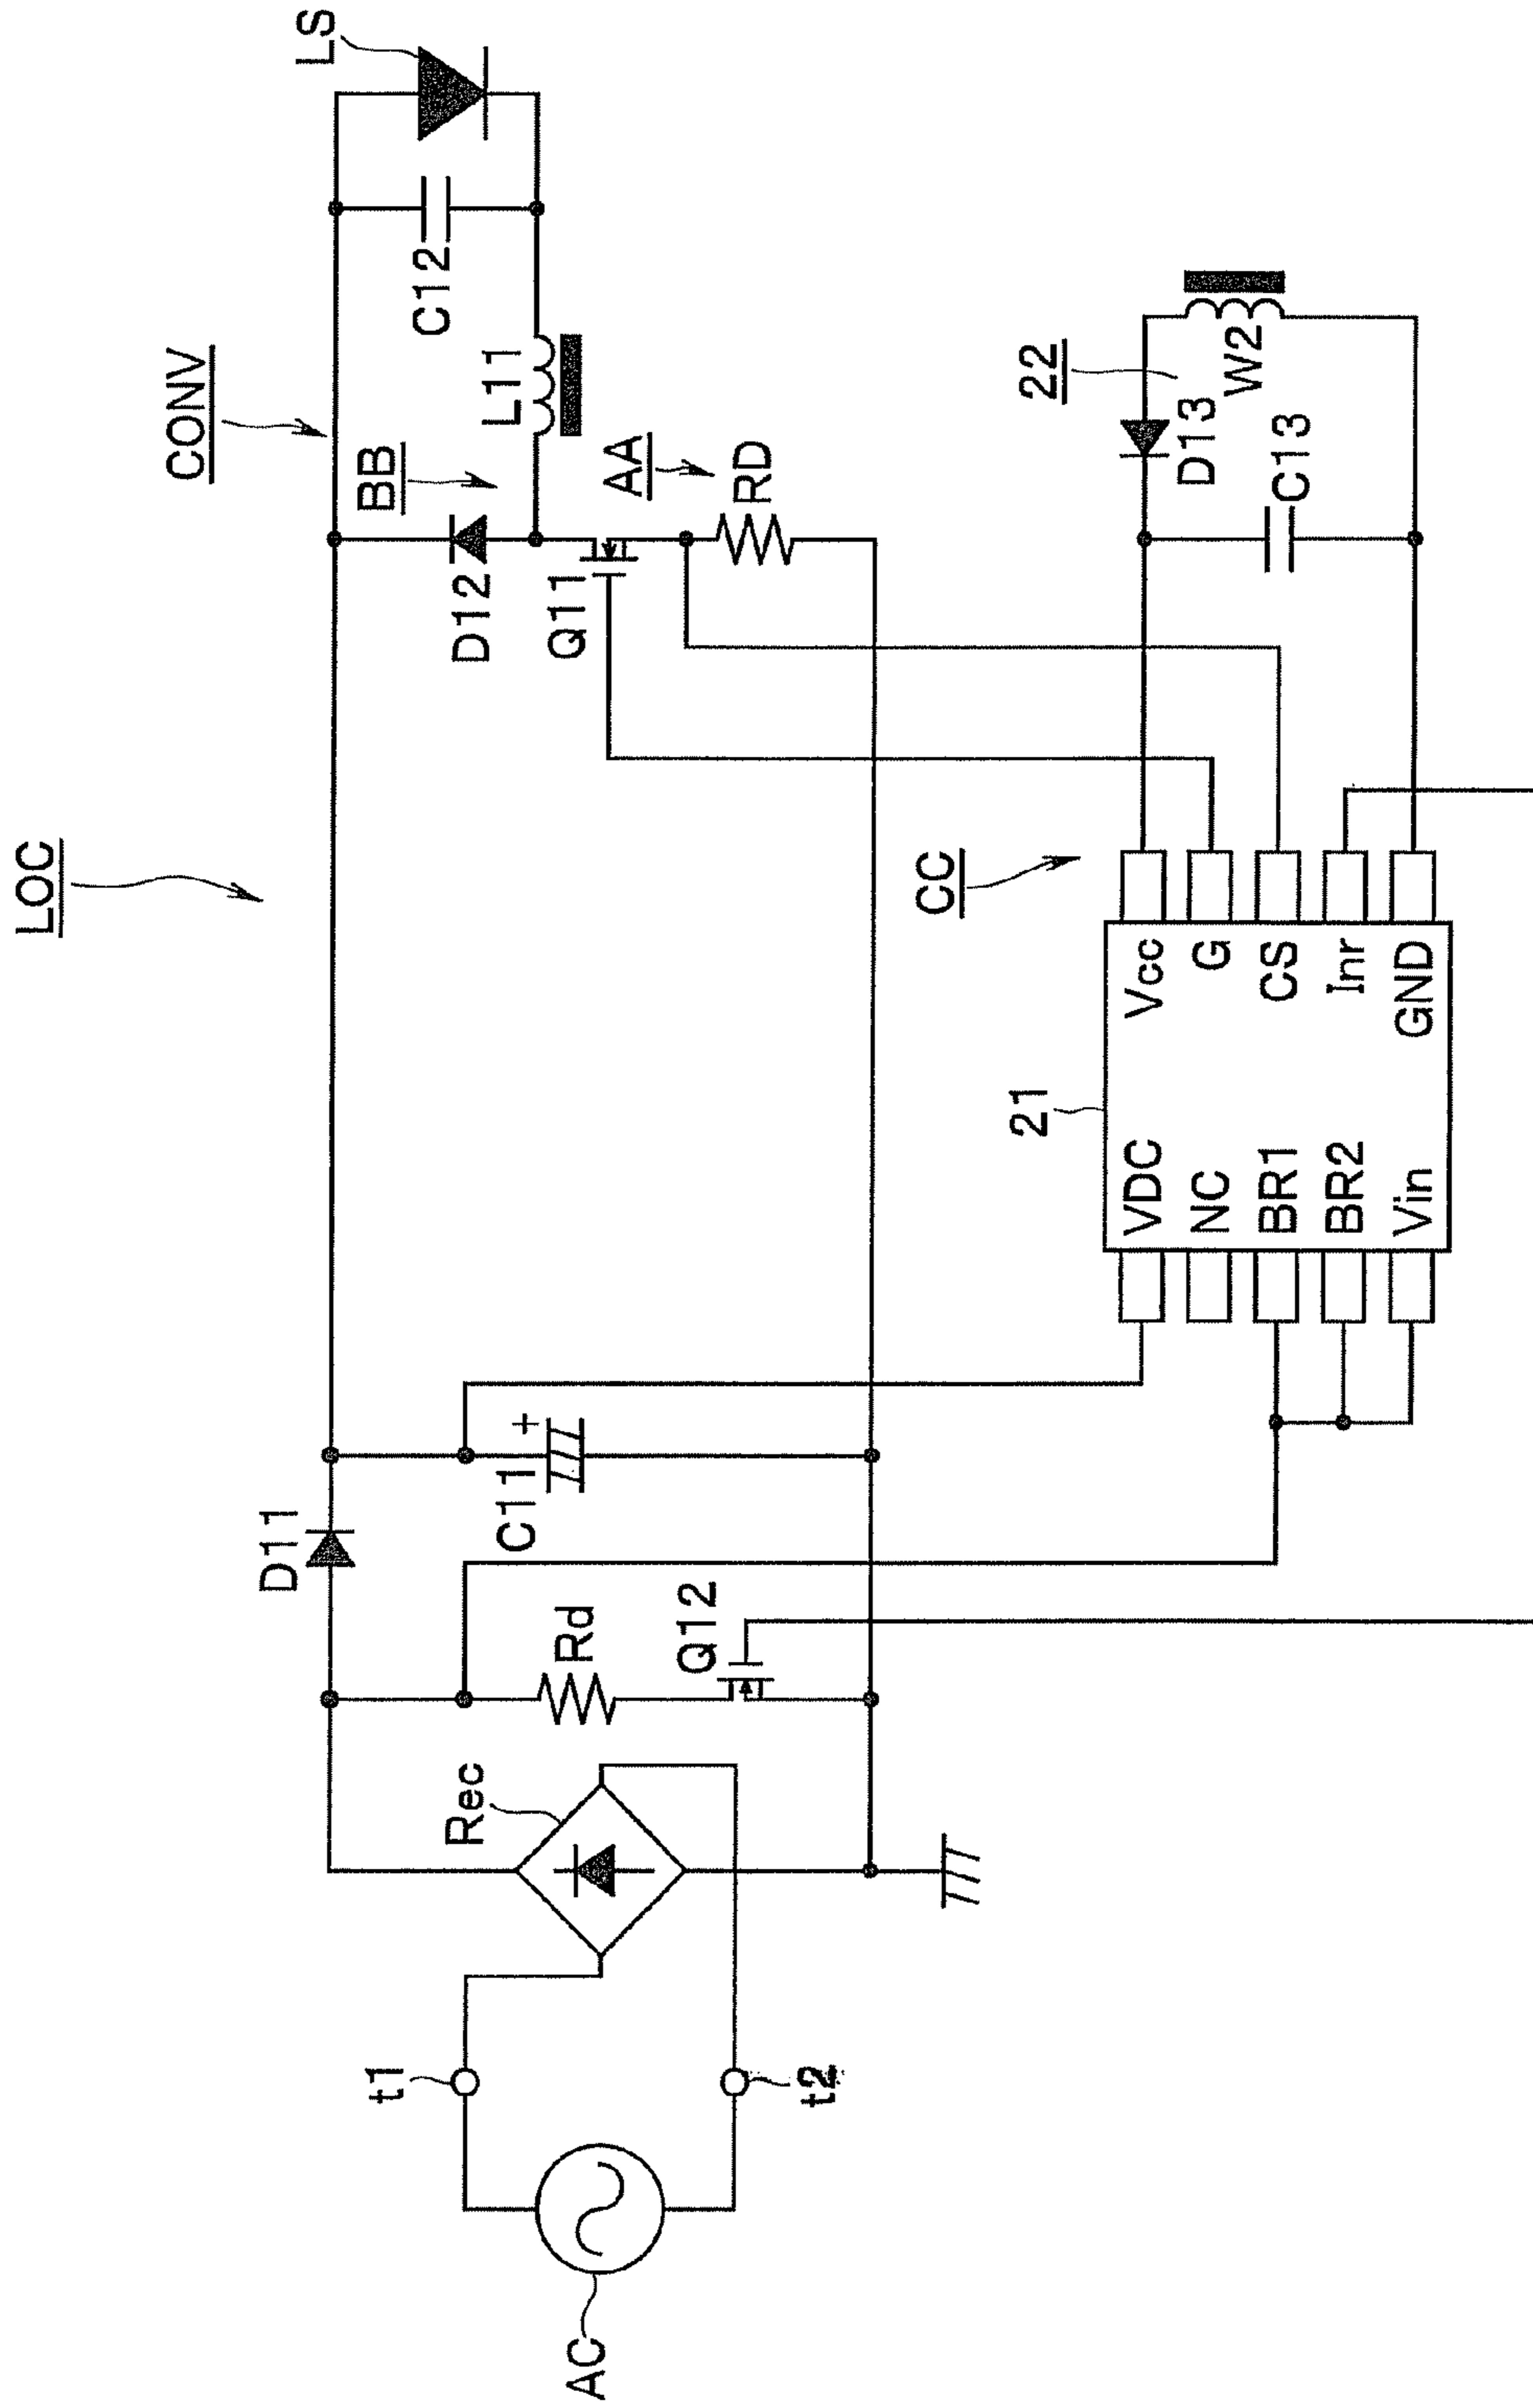 LOC
CONV
LS
BB
C12
L11
D12
Q11
AA
RD
D11
C11
+
Rd
Q12
Rec
t1
t2
AC
CC
22
D13
W2
C13
21
VDC
NC
BR1
BR2
Vin
Vcc
G
CS
Inr
GND